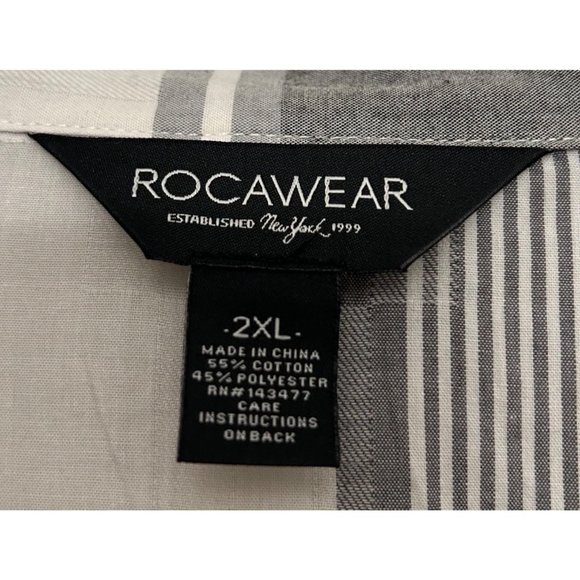 ROCAWEAR
ESTABLISHED New York 1999
-2XL-
MADE IN CHINA
55% COTTON
45% POLYESTER
RN#143477
CARE
INSTRUCTIONS
ON BACK